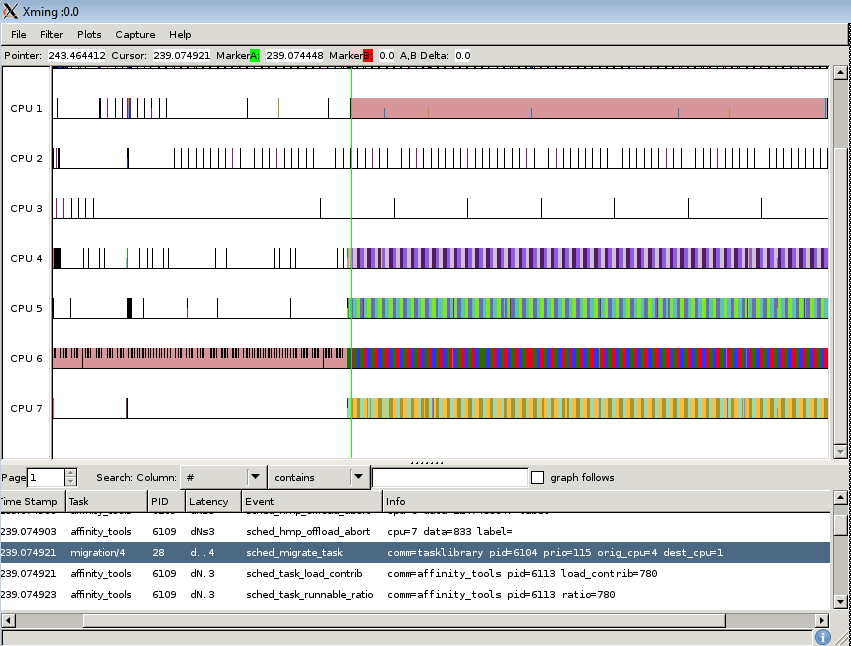 Xming :0.0
File Filter Plots Capture Help
Pointer: 243.464412 Cursor: 239.074921 MarkerA: 239.074448 MarkerB: 0.0 A,B Delta: 0.0
CPU 1
CPU 2
CPU 3
CPU 4
CPU 5
CPU 6
CPU 7
Page 1 Search: Column: # contains graph follows
Time Stamp Task PID Latency Event Info
239.074903 affinity_tools 6109 dNs3 sched_hmp_offload_abort cpu=7 data=833 label=
239.074921 migration/4 28 d..4 sched_migrate_task comm=tasklibrary pid=6104 prio=115 orig_cpu=4 dest_cpu=1
239.074921 affinity_tools 6109 dN.3 sched_task_load_contrib comm=affinity_tools pid=6113 load_contrib=780
239.074923 affinity_tools 6109 dN.3 sched_task_runnable_ratio comm=affinity_tools pid=6113 ratio=780